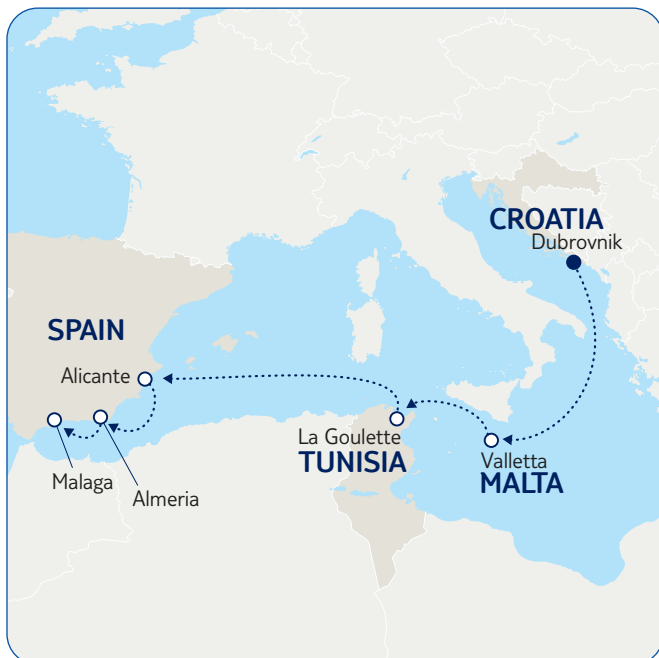 CROATIA
Dubrovnik
SPAIN
Alicante
La Goulette
TUNISIA
Valletta
MALTA
Malaga
Almeria